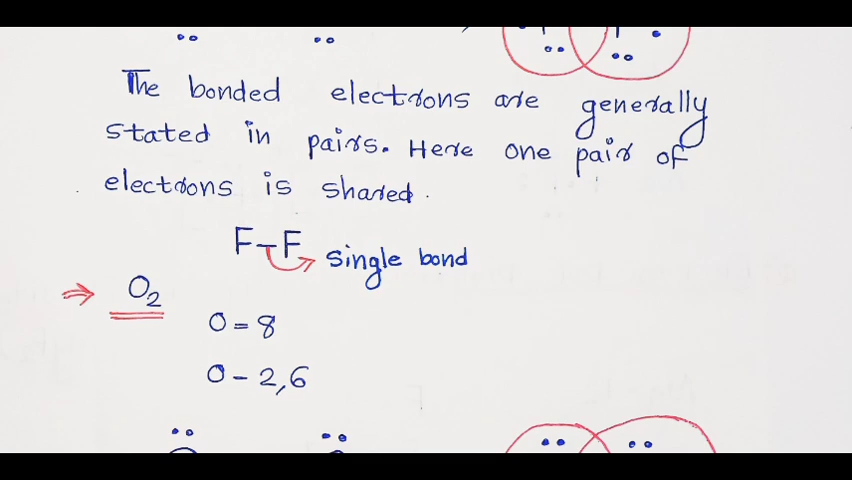 The bonded electrons are generally
stated in pairs. Here one pair of
electrons is shared.
F-F single bond
O2
O = 8
O - 2,6